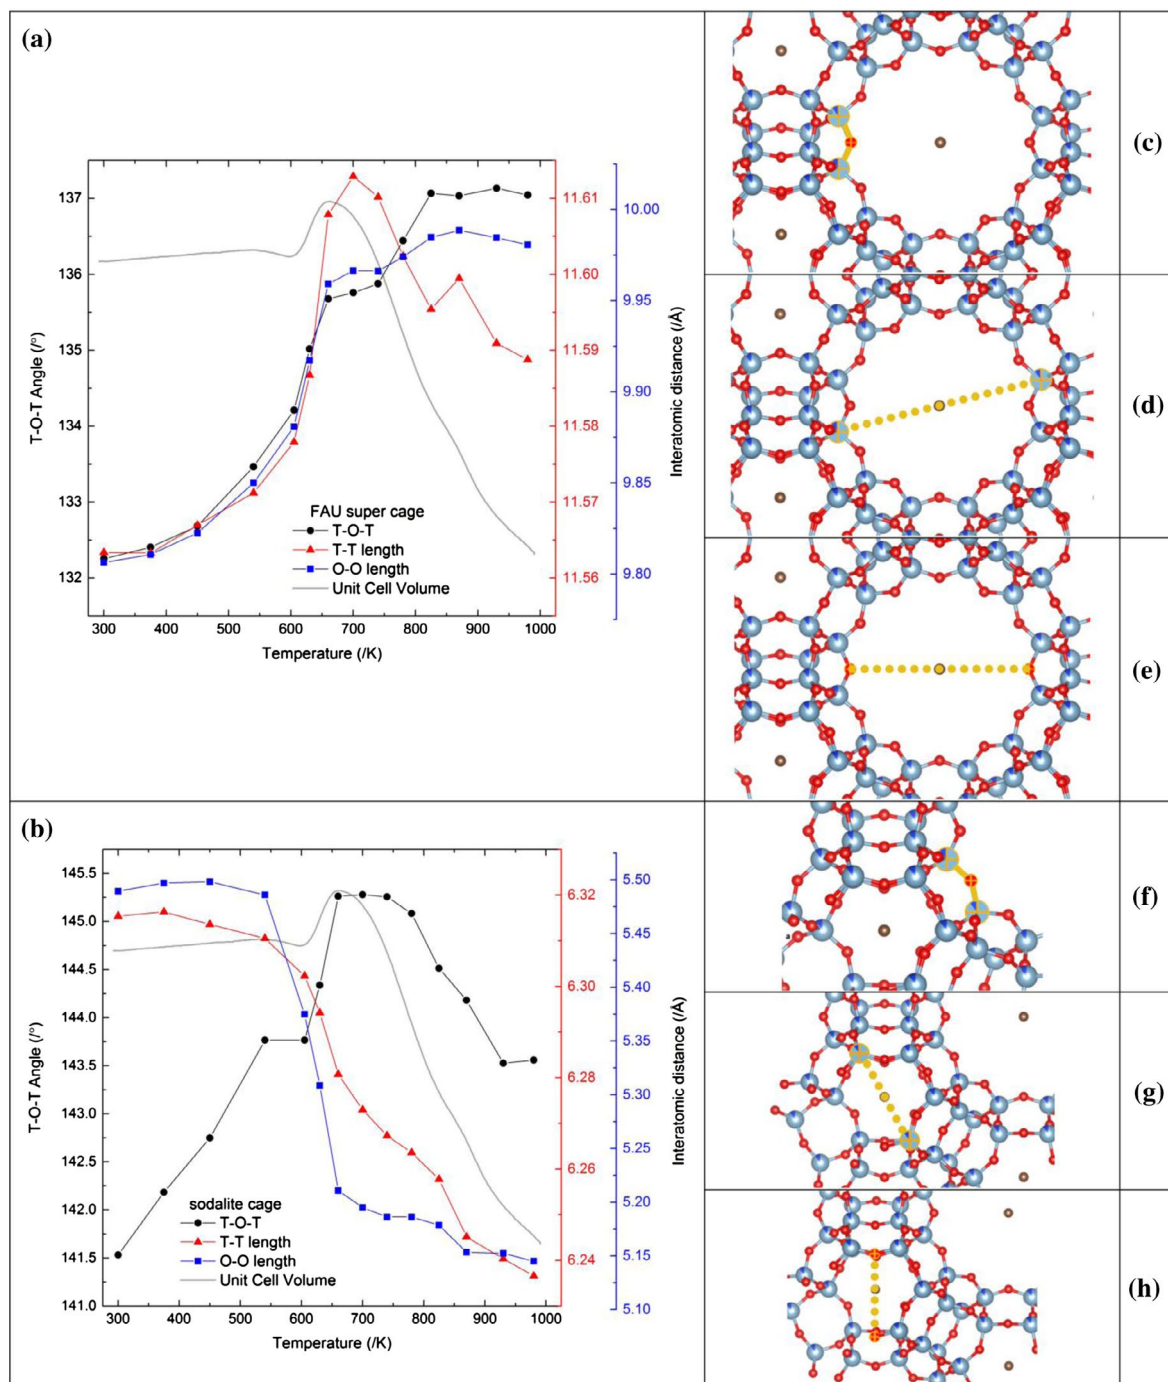 (a)
137
136
135
134
133
132
T-O-T Angle (/°)
300 400 500 600 700 800 900 1000
Temperature (/K)
FAU super cage
T-O-T
T-T length
O-O length
Unit Cell Volume
11.61
11.60
11.59
11.58
11.57
11.56
10.00
9.95
9.90
9.85
9.80
Interatomic distance (/Å)
(c)
(d)
(e)
(b)
145.5
145.0
144.5
144.0
143.5
143.0
142.5
142.0
141.5
141.0
T-O-T Angle (/°)
300 400 500 600 700 800 900 1000
Temperature (/K)
sodalite cage
T-O-T
T-T length
O-O length
Unit Cell Volume
6.32
6.30
6.28
6.26
6.24
5.50
5.45
5.40
5.35
5.30
5.25
5.20
5.15
5.10
Interatomic distance (/Å)
a
(f)
(g)
(h)